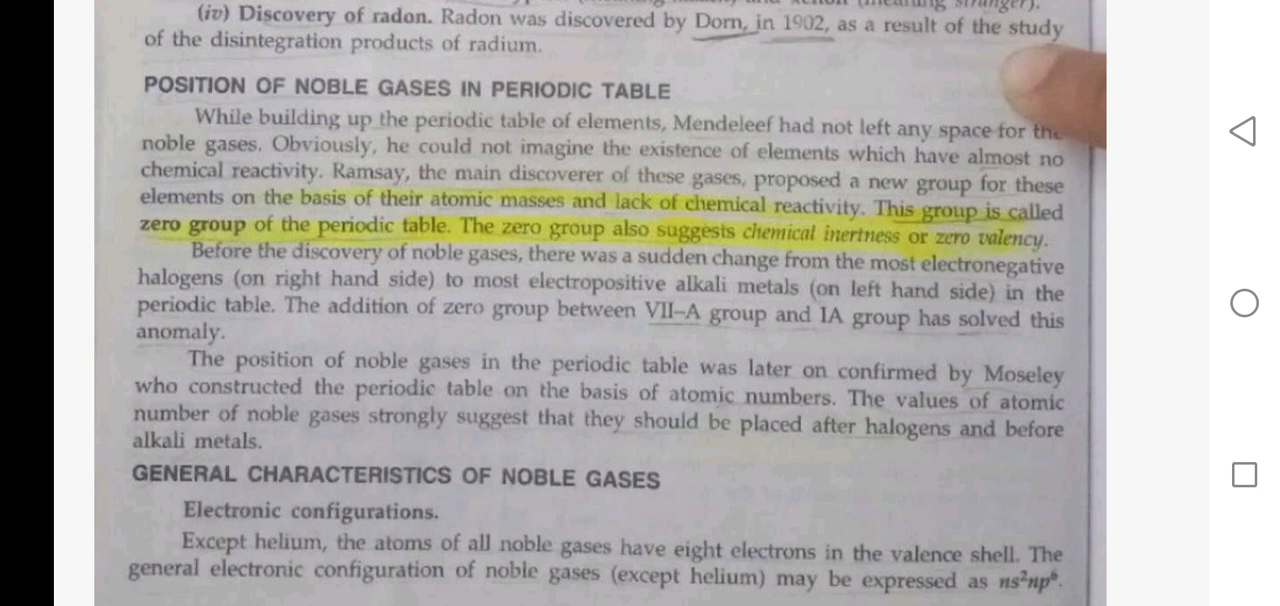 (iv) Discovery of radon. Radon was discovered by Dorn, in 1902, as a result of the study
of the disintegration products of radium.
POSITION OF NOBLE GASES IN PERIODIC TABLE
While building up the periodic table of elements, Mendeleef had not left any space for the
noble gases. Obviously, he could not imagine the existence of elements which have almost no
chemical reactivity. Ramsay, the main discoverer of these gases, proposed a new group for these
elements on the basis of their atomic masses and lack of chemical reactivity. This group is called
zero group of the periodic table. The zero group also suggests chemical inertness or zero valency.
Before the discovery of noble gases, there was a sudden change from the most electronegative
halogens (on right hand side) to most electropositive alkali metals (on left hand side) in the
periodic table. The addition of zero group between VII–A group and IA group has solved this
anomaly.
The position of noble gases in the periodic table was later on confirmed by Moseley
who constructed the periodic table on the basis of atomic numbers. The values of atomic
number of noble gases strongly suggest that they should be placed after halogens and before
alkali metals.
GENERAL CHARACTERISTICS OF NOBLE GASES
Electronic configurations.
Except helium, the atoms of all noble gases have eight electrons in the valence shell. The
general electronic configuration of noble gases (except helium) may be expressed as ns²np⁶.